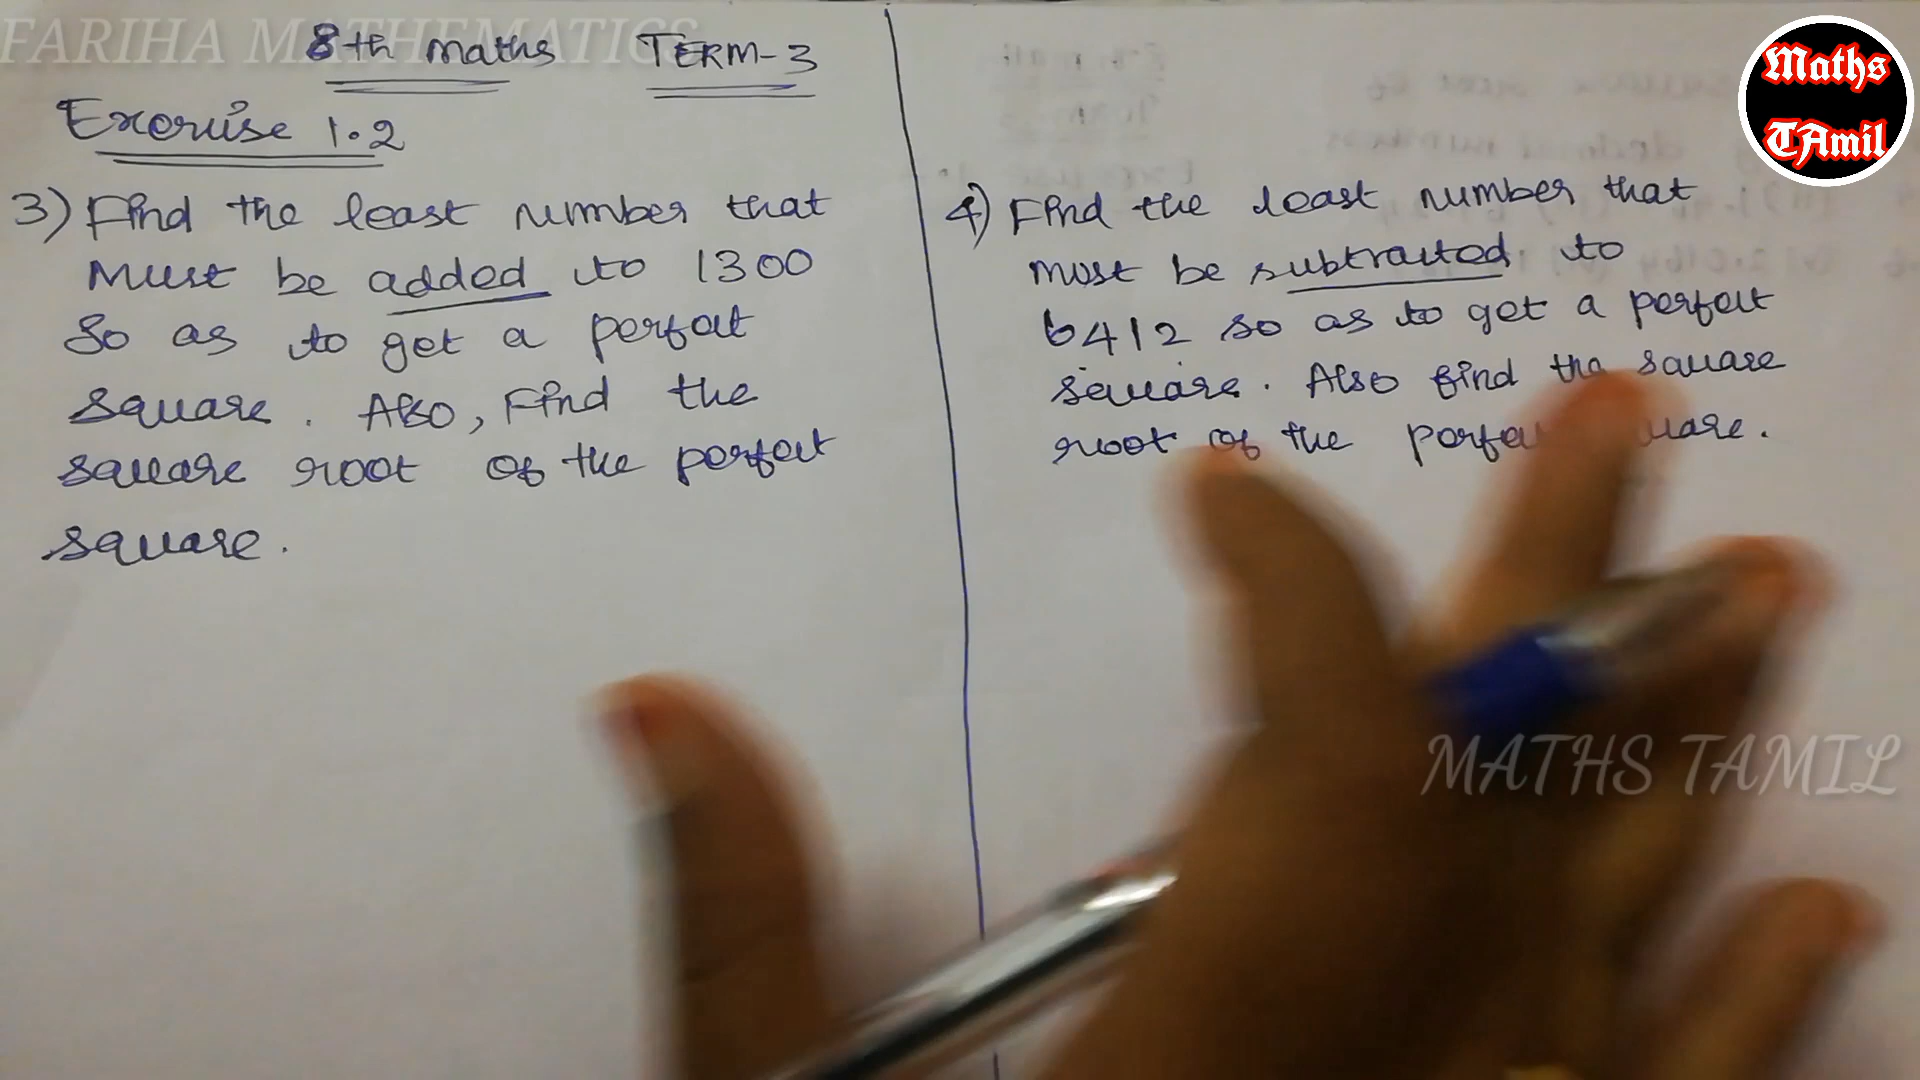 FARIHA MATHEMATICS
8th maths TERM-3
Exercise 1.2
3) Find the least number that
Must be added to 1300
So as to get a perfect
square. Also, Find the
square root of the perfect
square.
4) Find the least number that
must be subtracted to
6412 so as to get a perfect
square. Also find the square
root of the
Maths
TAmil
MATHS TAMIL